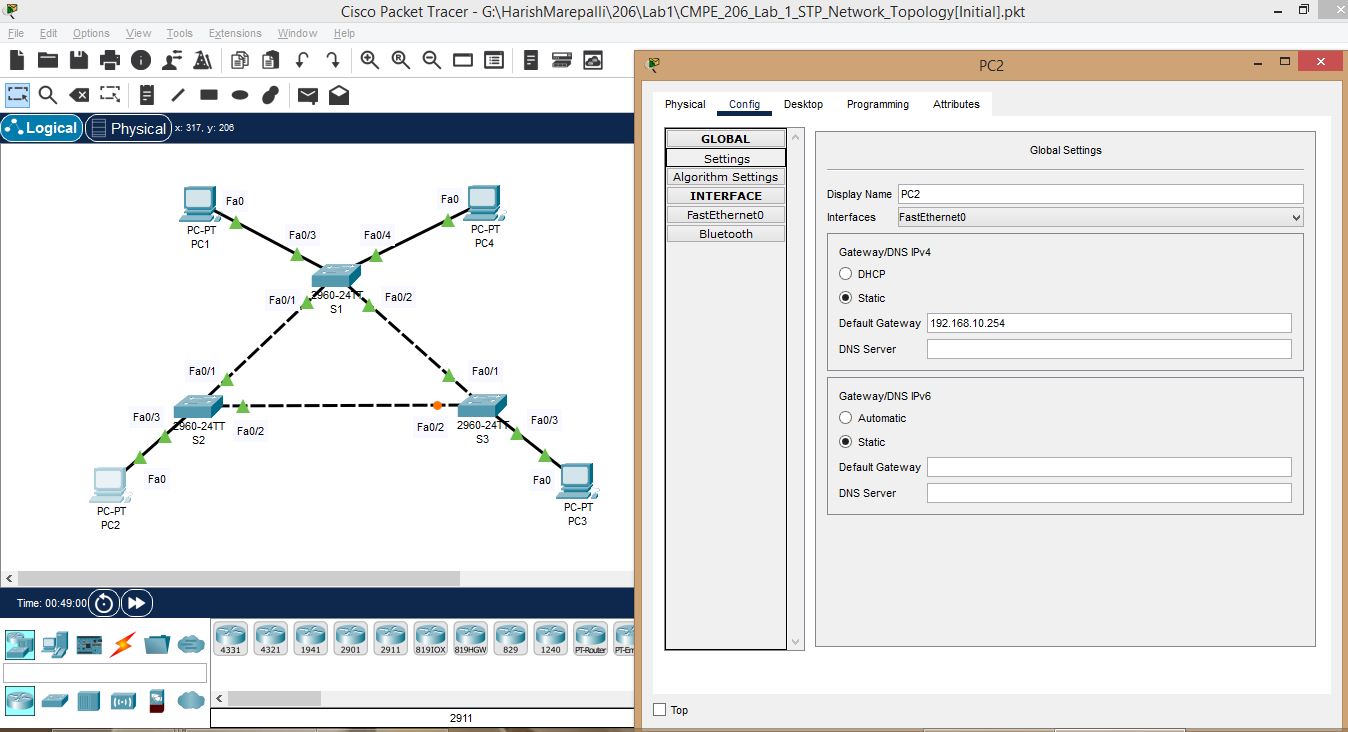 Cisco Packet Tracer - G:\HarishMarepalli\206\Lab1\CMPE_206_Lab_1_STP_Network_Topology[Initial].pkt
File Edit Options View Tools Extensions Window Help
Logical Physical x: 317, y: 206
Fa0 Fa0
PC-PT PC-PT
PC1 PC4
Fa0/3 Fa0/4
Fa0/1 2960-24TT Fa0/2
S1
Fa0/1 Fa0/1
Fa0/3 2960-24TT Fa0/2 Fa0/2 2960-24TT Fa0/3
S2 S3
Fa0 Fa0
PC-PT PC-PT
PC2 PC3
Time: 00:49:00
4331 4321 1941 2901 2911 819IOX 819HGW 829 1240 PT-Router PT-Em
2911
PC2
Physical Config Desktop Programming Attributes
GLOBAL
Settings
Algorithm Settings
INTERFACE
FastEthernet0
Bluetooth
Global Settings
Display Name PC2
Interfaces FastEthernet0
Gateway/DNS IPv4
DHCP
Static
Default Gateway 192.168.10.254
DNS Server
Gateway/DNS IPv6
Automatic
Static
Default Gateway
DNS Server
Top